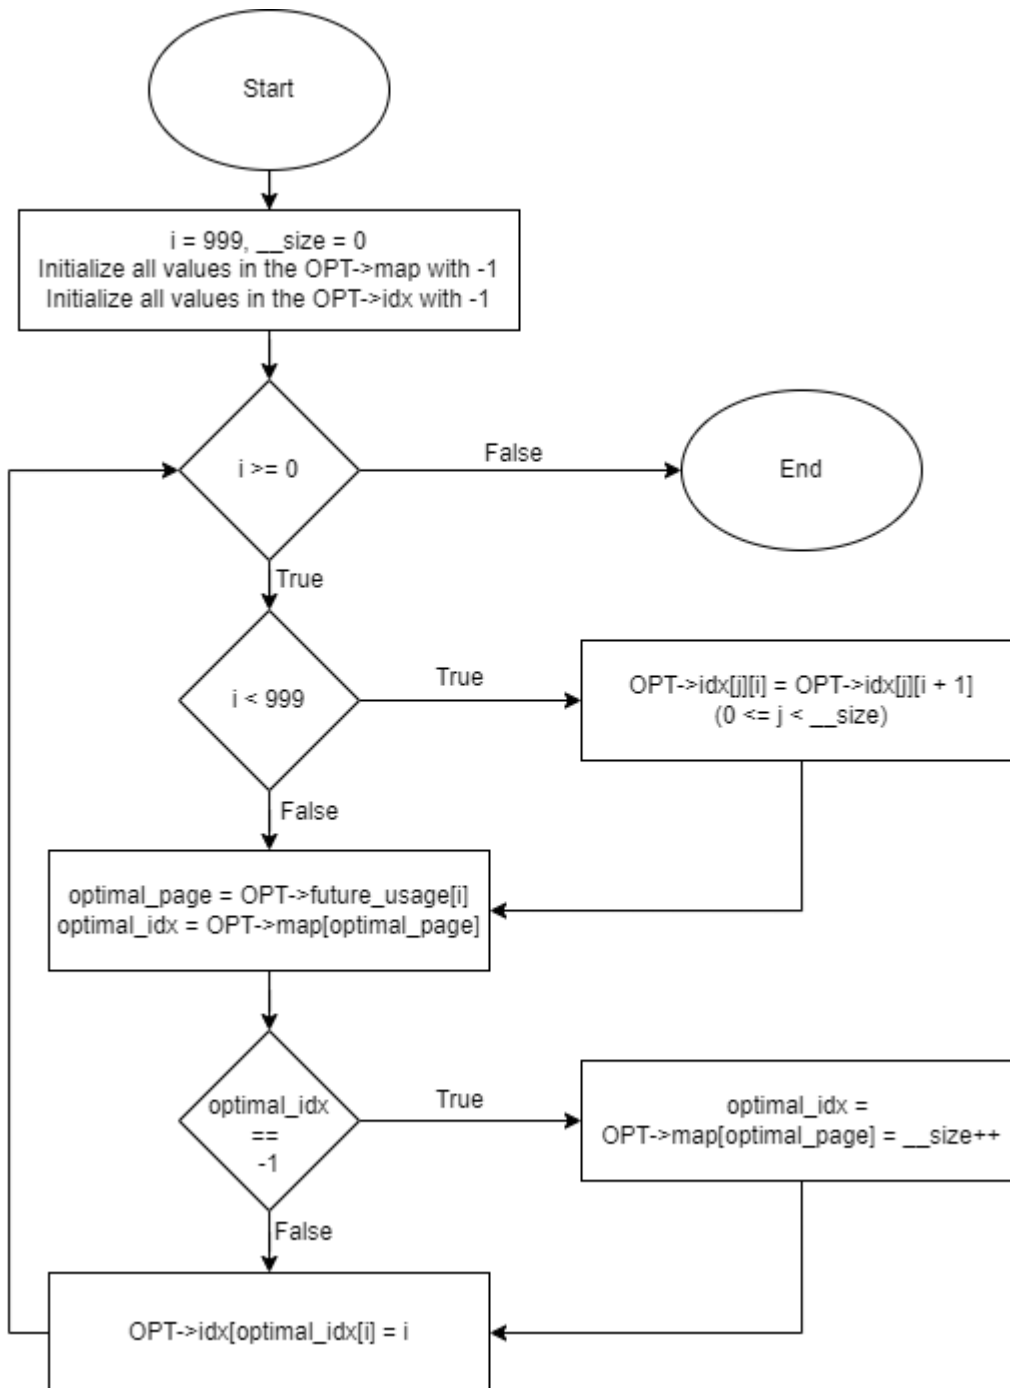 Start
i = 999, __size = 0
Initialize all values in the OPT->map with -1
Initialize all values in the OPT->idx with -1
i >= 0
False
End
True
i < 999
True
OPT->idx[j][i] = OPT->idx[j][i + 1]
(0 <= j < __size)
False
optimal_page = OPT->future_usage[i]
optimal_idx = OPT->map[optimal_page]
optimal_idx
==
-1
True
optimal_idx =
OPT->map[optimal_page] = __size++
False
OPT->idx[optimal_idx[i] = i